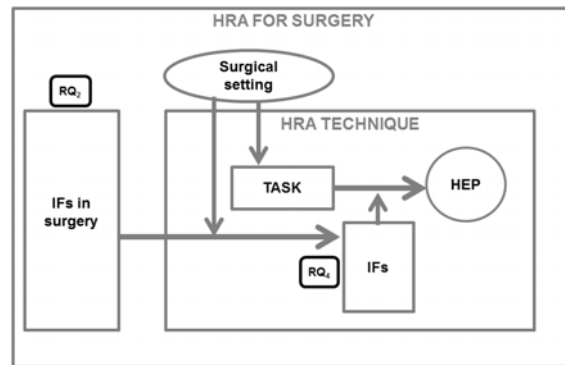 HRA FOR SURGERY
Surgical
setting
RQ₂
HRA TECHNIQUE
IFs in
surgery
TASK
HEP
RQ₄
IFs